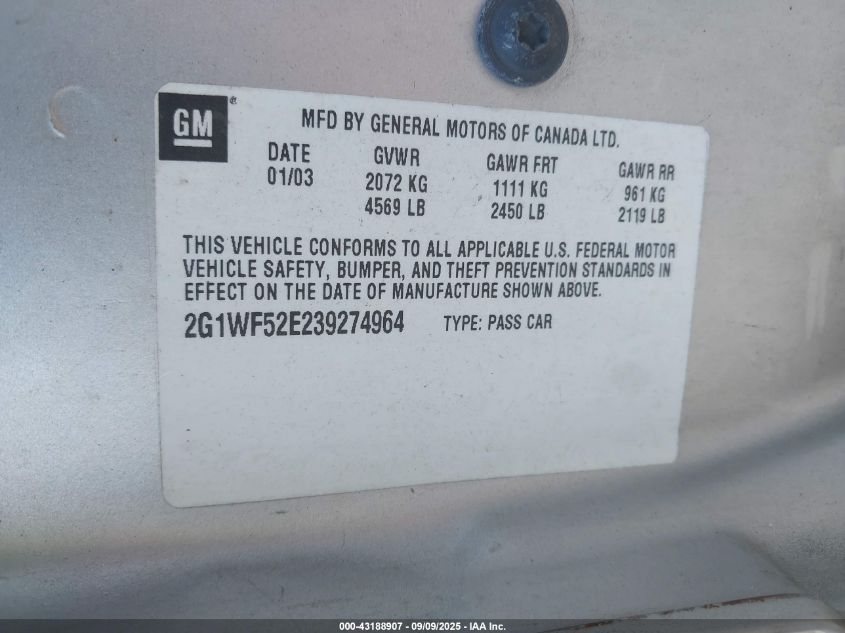 GM®
MFD BY GENERAL MOTORS OF CANADA LTD.
DATE GVWR GAWR FRT GAWR RR
01/03 2072 KG 1111 KG 961 KG
4569 LB 2450 LB 2119 LB
THIS VEHICLE CONFORMS TO ALL APPLICABLE U.S. FEDERAL MOTOR
VEHICLE SAFETY, BUMPER, AND THEFT PREVENTION STANDARDS IN
EFFECT ON THE DATE OF MANUFACTURE SHOWN ABOVE.
2G1WF52E239274964 TYPE: PASS CAR
000-43188907 - 09/09/2025 - IAA Inc.